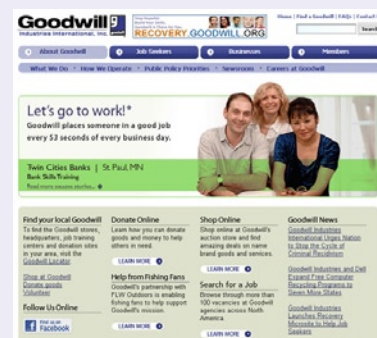 Goodwill
Industries International, Inc.
RECOVERY.GOODWILL.ORG
Home | Find a Goodwill | FAQs | Contact
Search
About Goodwill
Job Seekers
Businesses
Members
What We Do • How We Operate • Public Policy Priorities • Newsroom • Careers at Goodwill
Let's go to work!*
Goodwill places someone in a good job
every 53 seconds of every business day.
Twin Cities Banks | St. Paul, MN
Bank Skills Training
Read more success stories...
Find your local Goodwill
To find the Goodwill stores,
headquarters, job training
centers and donation sites
in your area, visit the
Goodwill Locator
Shop at Goodwill
Donate goods
Volunteer
Follow Us Online
Find us on
Facebook
Donate Online
Learn how you can donate
goods and money to help
others in need.
LEARN MORE
Help from Fishing Fans
Goodwill's partnership with
FLW Outdoors is enabling
fishing fans to help support
Goodwill's mission.
LEARN MORE
Shop Online
Shop online at Goodwill's
auction store and find
amazing deals on name
brand goods and services.
LEARN MORE
Search for a Job
Browse through more than
100 vacancies at Goodwill
agencies across North
America.
LEARN MORE
Goodwill News
Goodwill Industries
International Urges Nation
to Stop the Cycle of
Criminal Recidivism
Goodwill Industries and Dell
Expand Free Computer
Recycling Programs to
Seven More States
Goodwill Industries
Launches Recovery
Microsite to Help Job
Seekers